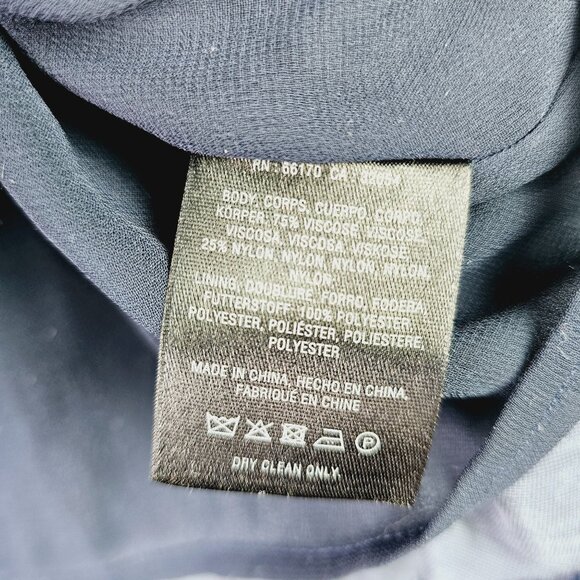 RN : 56170 CA :
BODY, CORPS, CUERPO, CORPO,
KÖRPER: 75% VISCOSE, VISCOSE,
VISCOSA, VISCOSA, VISKOSE,
25% NYLON, NYLON, NYLON, NYLON,
NYLON
LINING, DOUBLURE, FORRO, FODERA,
FUTTERSTOFF: 100% POLYESTER,
POLYESTER, POLIÉSTER, POLIESTERE,
POLYESTER
MADE IN CHINA, HECHO EN CHINA,
FABRIQUE EN CHINE
P
DRY CLEAN ONLY